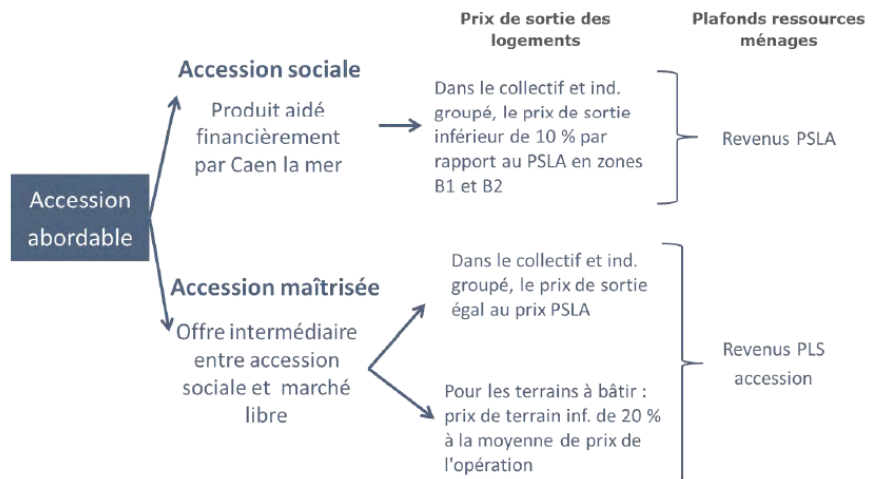 Prix de sortie des
logements
Plafonds ressources
ménages
Accession sociale
Produit aidé
financièrement
par Caen la mer
Dans le collectif et ind.
groupé, le prix de sortie
inférieur de 10 % par
rapport au PSLA en zones
B1 et B2
Revenus PSLA
Accession
abordable
Accession maîtrisée
Offre intermédiaire
entre accession
sociale et marché
libre
Dans le collectif et ind.
groupé, le prix de sortie
égal au prix PSLA
Pour les terrains à bâtir :
prix de terrain inf. de 20 %
à la moyenne de prix de
l'opération
Revenus PLS
accession